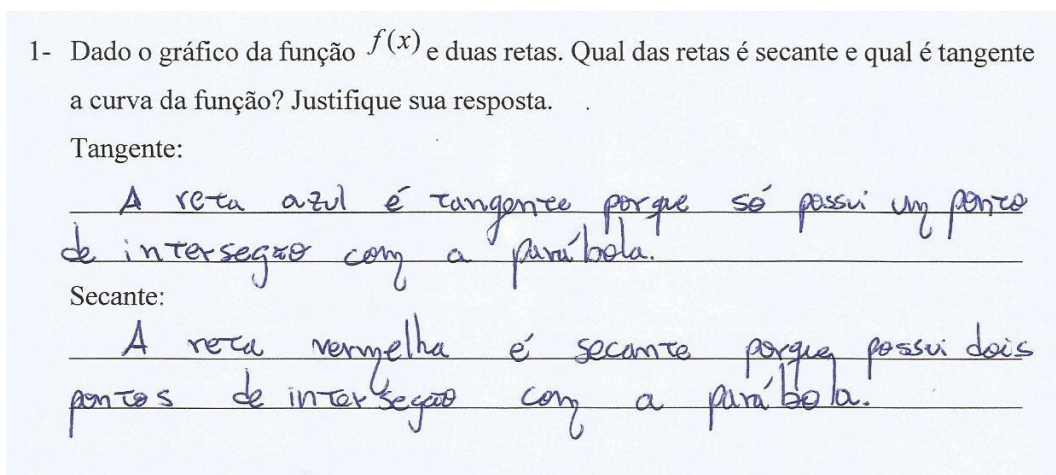 1- Dado o gráfico da função f(x) e duas retas. Qual das retas é secante e qual é tangente
a curva da função? Justifique sua resposta.
Tangente:
A reta azul é tangente porque só possui um ponto
de interseção com a parábola.
Secante:
A reta vermelha é secante porque possui dois
pontos de interseção com a parábola.